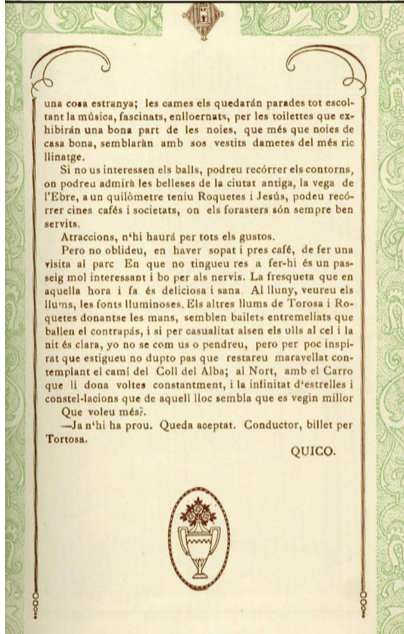 una cosa estranya; les cames els quedarán parades tot escol-
tant la música, fascinats, enlloernats, per les toilettes que ex-
hibirán una bona part de les noies, que més que noies de
casa bona, semblarán amb sos vestits dametes del més ric
llinatge.
Si no us interessen els balls, podreu recórrer els contorns,
on podreu admirá les belleses de la ciutat antiga, la vega de
l'Ebre, a un quilòmetre teniu Roquetes i Jesús, podeu recó-
rrer cines cafés i societats, on els forasters són sempre ben
servits.
Atraccions, n'hi haurá per tots els gustos.
Pero no oblideu, en haver sopat i pres café, de fer una
visita al parc En que no tingueu res a fer-hi és un pas-
seig mol interessant i bo per als nervis. La fresqueta que en
aquella hora i fa és deliciosa i sana. Al lluny, veureu els
llums, les fonts lluminoses. Els altres llums de Torosa i Ro-
quetes donantse les mans, semblen bailets entremeliats que
ballen el contrapás, i si per casualitat alsen els ulls al cel i la
nit és clara, yo no se com us o pendreu, pero per poc inspi-
rat que estigueu no dupto pas que restareu maravellat con-
templant el camí del Coll del Alba; al Nort, amb el Carro
que li dona voltes constantment, i la infinitat d'estrelles i
constel-lacions que de aquell lloc sembla que es vegin millor
Que voleu més?.
—Ja n'hi ha prou. Queda aceptat. Conductor, billet per
Tortosa.
QUICO.